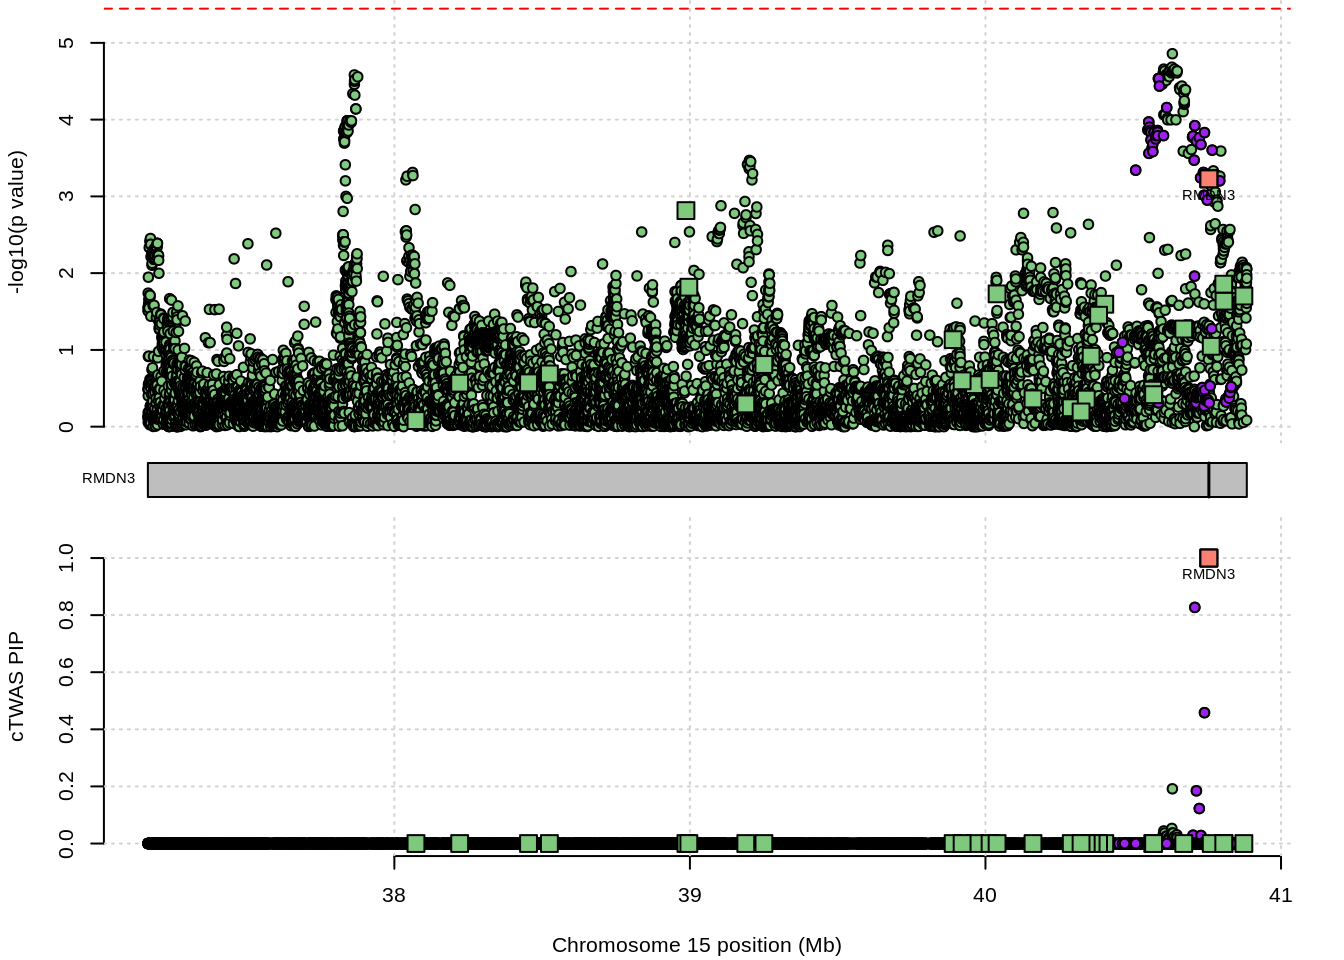 -log10(p value)
5
4
3
2
1
0
RMDN3
RMDN3
cTWAS PIP
1.0
0.8
0.6
0.4
0.2
0.0
RMDN3
38 39 40 41
Chromosome 15 position (Mb)